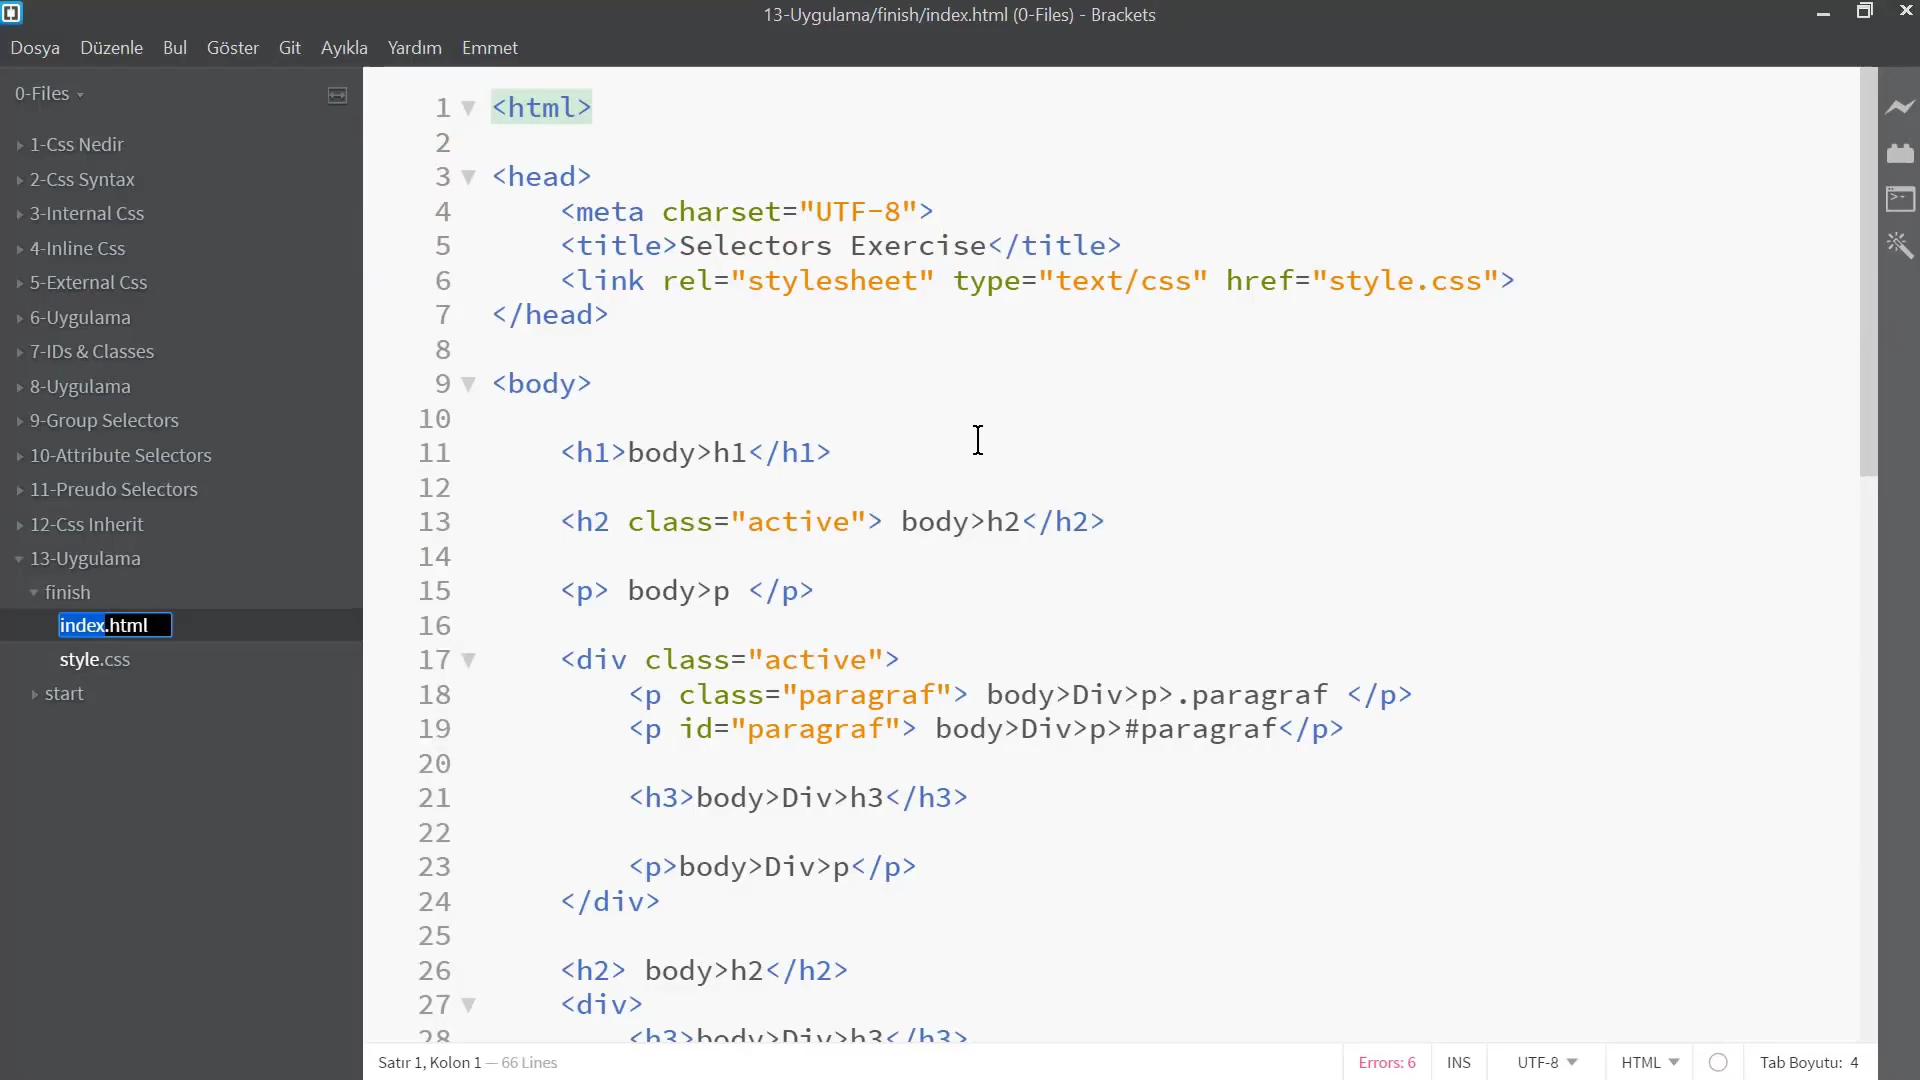 13-Uygulama/finish/index.html (0-Files) - Brackets
Dosya Düzenle Bul Göster Git Ayıkla Yardım Emmet
0-Files
1-Css Nedir
2-Css Syntax
3-Internal Css
4-Inline Css
5-External Css
6-Uygulama
7-IDs & Classes
8-Uygulama
9-Group Selectors
10-Attribute Selectors
11-Preudo Selectors
12-Css Inherit
13-Uygulama
finish
index.html
style.css
start
1 <html>
2
3 <head>
4 <meta charset="UTF-8">
5 <title>Selectors Exercise</title>
6 <link rel="stylesheet" type="text/css" href="style.css">
7 </head>
8
9 <body>
10
11 <h1>body>h1</h1>
12
13 <h2 class="active"> body>h2</h2>
14
15 <p> body>p </p>
16
17 <div class="active">
18 <p class="paragraf"> body>Div>p>.paragraf </p>
19 <p id="paragraf"> body>Div>p>#paragraf</p>
20
21 <h3>body>Div>h3</h3>
22
23 <p>body>Div>p</p>
24 </div>
25
26 <h2> body>h2</h2>
27 <div>
28 <h3>body>Div>h3</h3>
Satır 1, Kolon 1 — 66 Lines
Errors: 6 INS UTF-8 HTML Tab Boyutu: 4